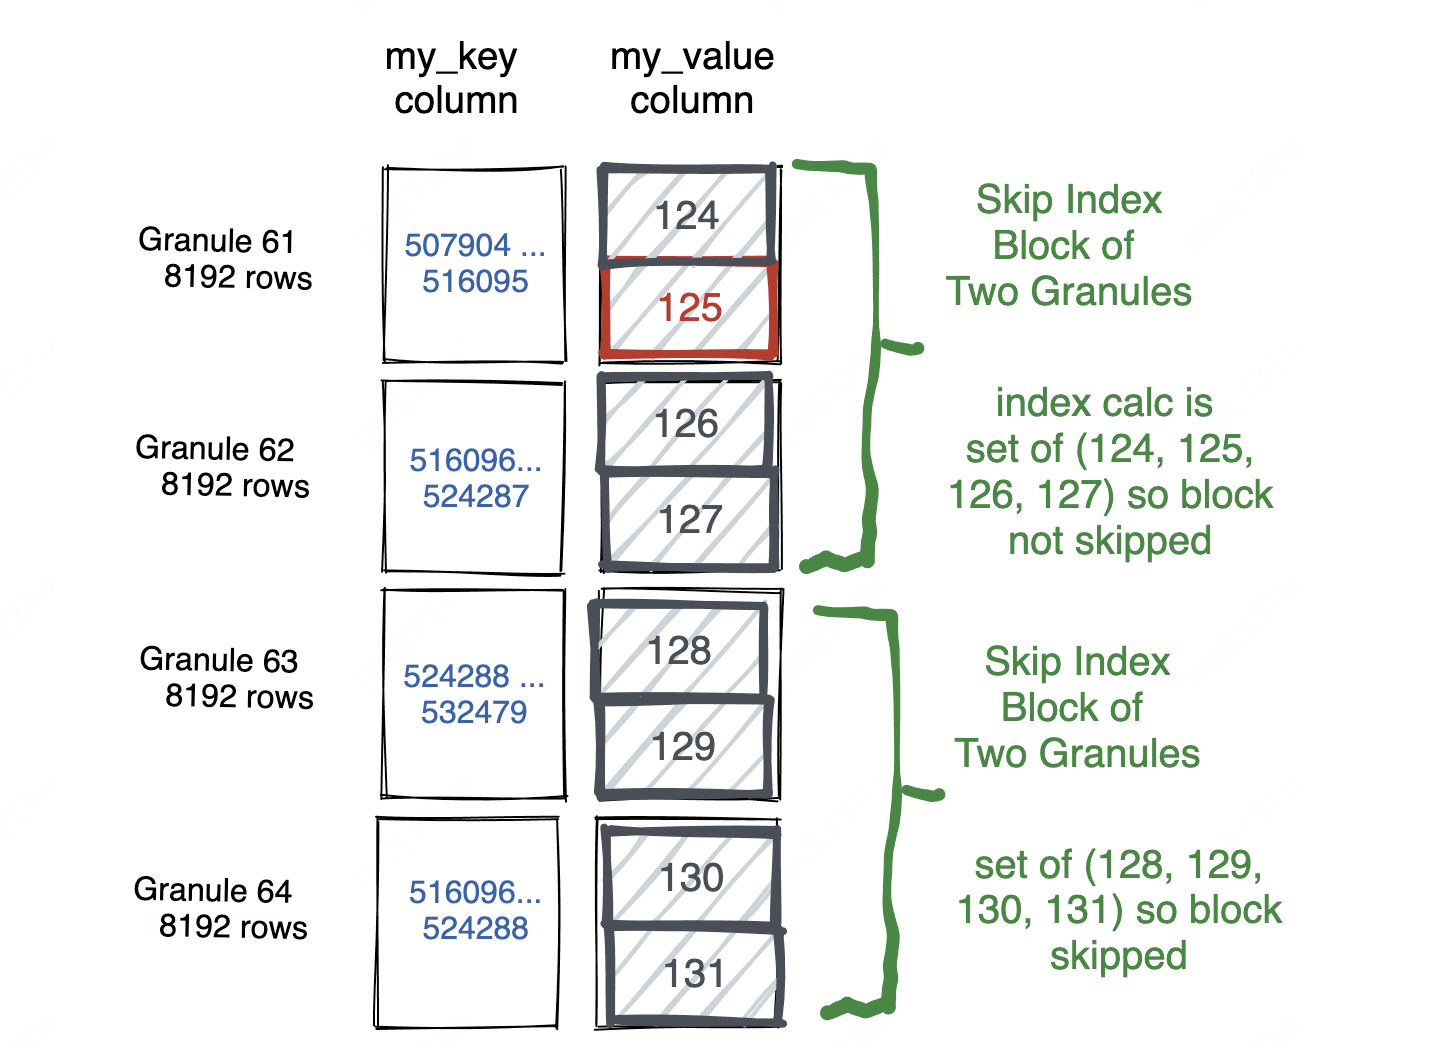 my_key
column
my_value
column
Granule 61
8192 rows
507904 ...
516095
124
125
Skip Index
Block of
Two Granules
Granule 62
8192 rows
516096...
524287
126
127
index calc is
set of (124, 125,
126, 127) so block
not skipped
Granule 63
8192 rows
524288 ...
532479
128
129
Skip Index
Block of
Two Granules
Granule 64
8192 rows
516096...
524288
130
131
set of (128, 129,
130, 131) so block
skipped